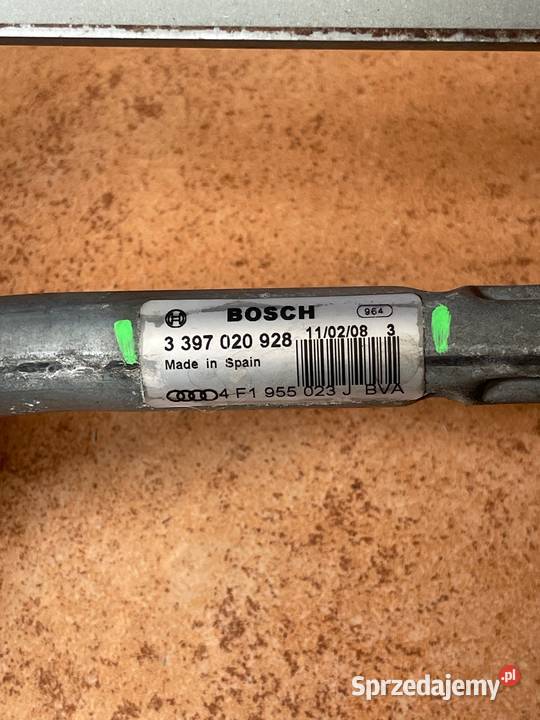 BOSCH 964
3 397 020 928 11/02/08 3
Made in Spain
4 F1 955 023 J BVA
Sprzedajemy.pl